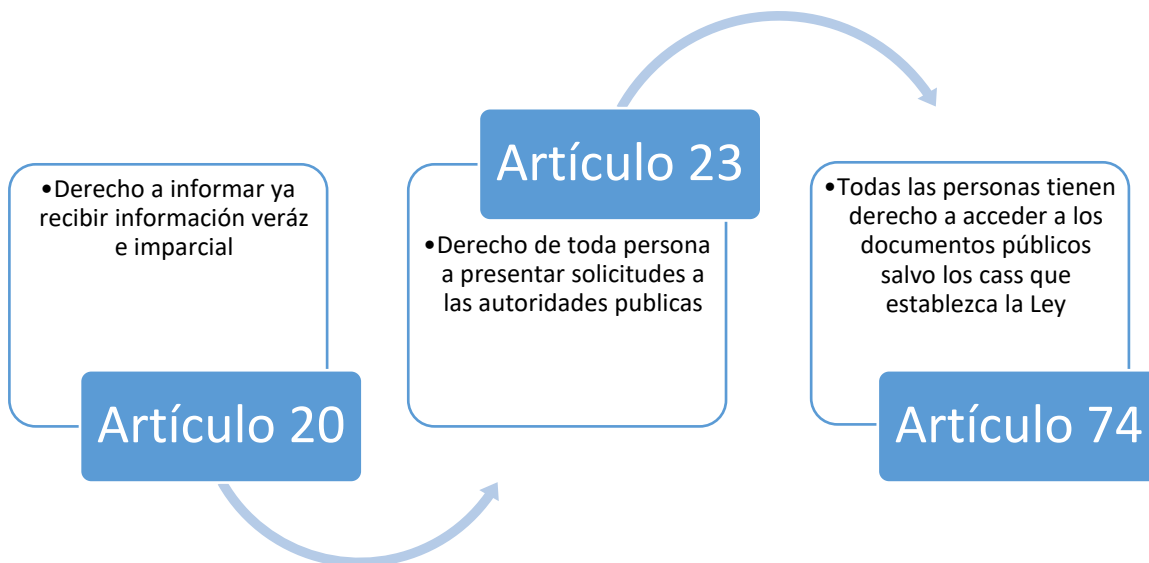 •Derecho a informar ya
recibir información veráz
e imparcial
Artículo 20
Artículo 23
•Derecho de toda persona
a presentar solicitudes a
las autoridades publicas
•Todas las personas tienen
derecho a acceder a los
documentos públicos
salvo los cass que
establezca la Ley
Artículo 74